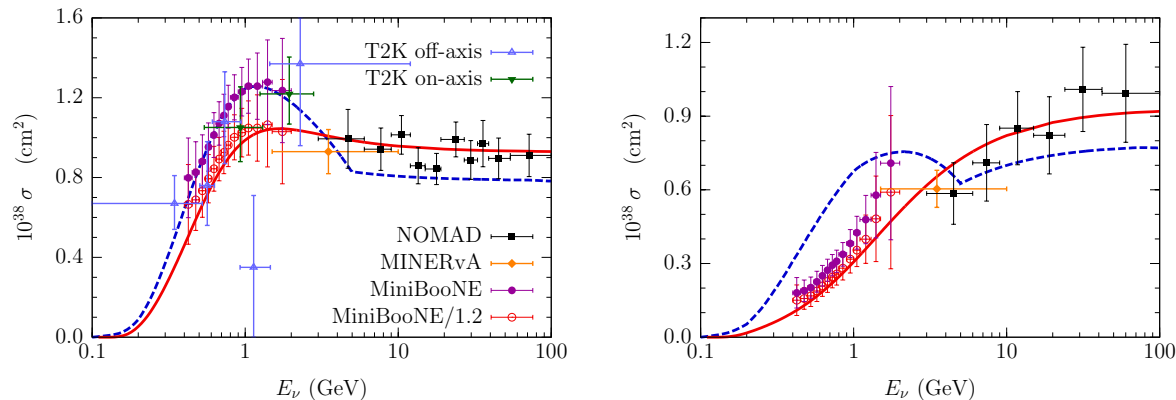 1.6
1.2
0.8
0.4
0.0
10³⁸ σ (cm²)
T2K off-axis
T2K on-axis
NOMAD
MINERνA
MiniBooNE
MiniBooNE/1.2
0.1
1
10
100
E_ν (GeV)
1.2
0.9
0.6
0.3
0.0
10³⁸ σ (cm²)
0.1
1
10
100
E_ν (GeV)